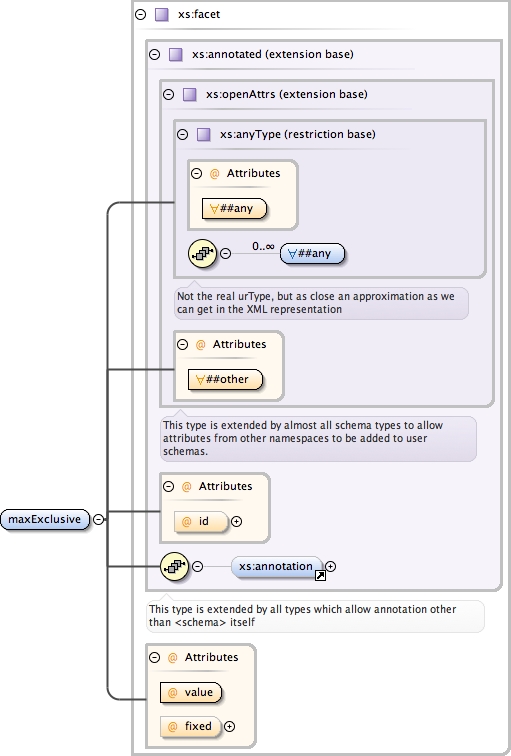 xs:facet
xs:annotated (extension base)
xs:openAttrs (extension base)
xs:anyType (restriction base)
@ Attributes
∀##any
0..∞
∀##any
Not the real urType, but as close an approximation as we
can get in the XML representation
@ Attributes
∀##other
This type is extended by almost all schema types to allow
attributes from other namespaces to be added to user
schemas.
@ Attributes
@ id
maxExclusive
xs:annotation
This type is extended by all types which allow annotation other
than <schema> itself
@ Attributes
@ value
@ fixed